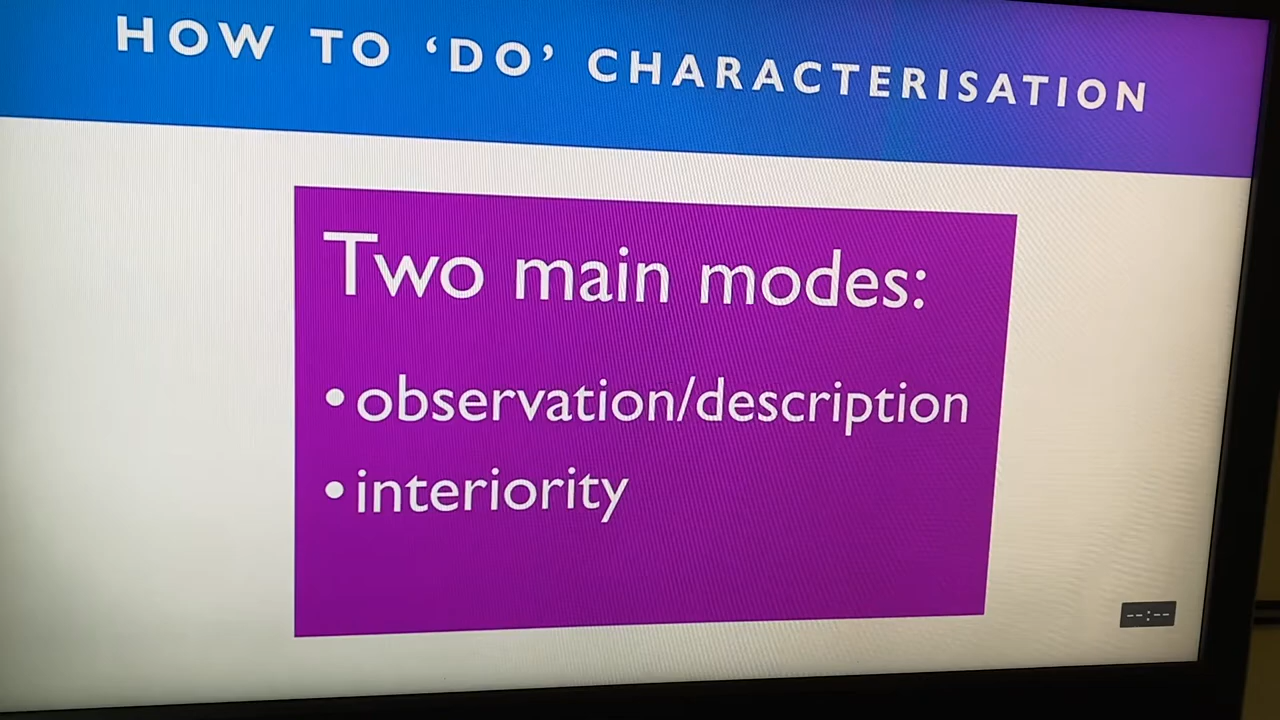 HOW TO ‘DO’ CHARACTERISATION
Two main modes:
•observation/description
•interiority
--:--